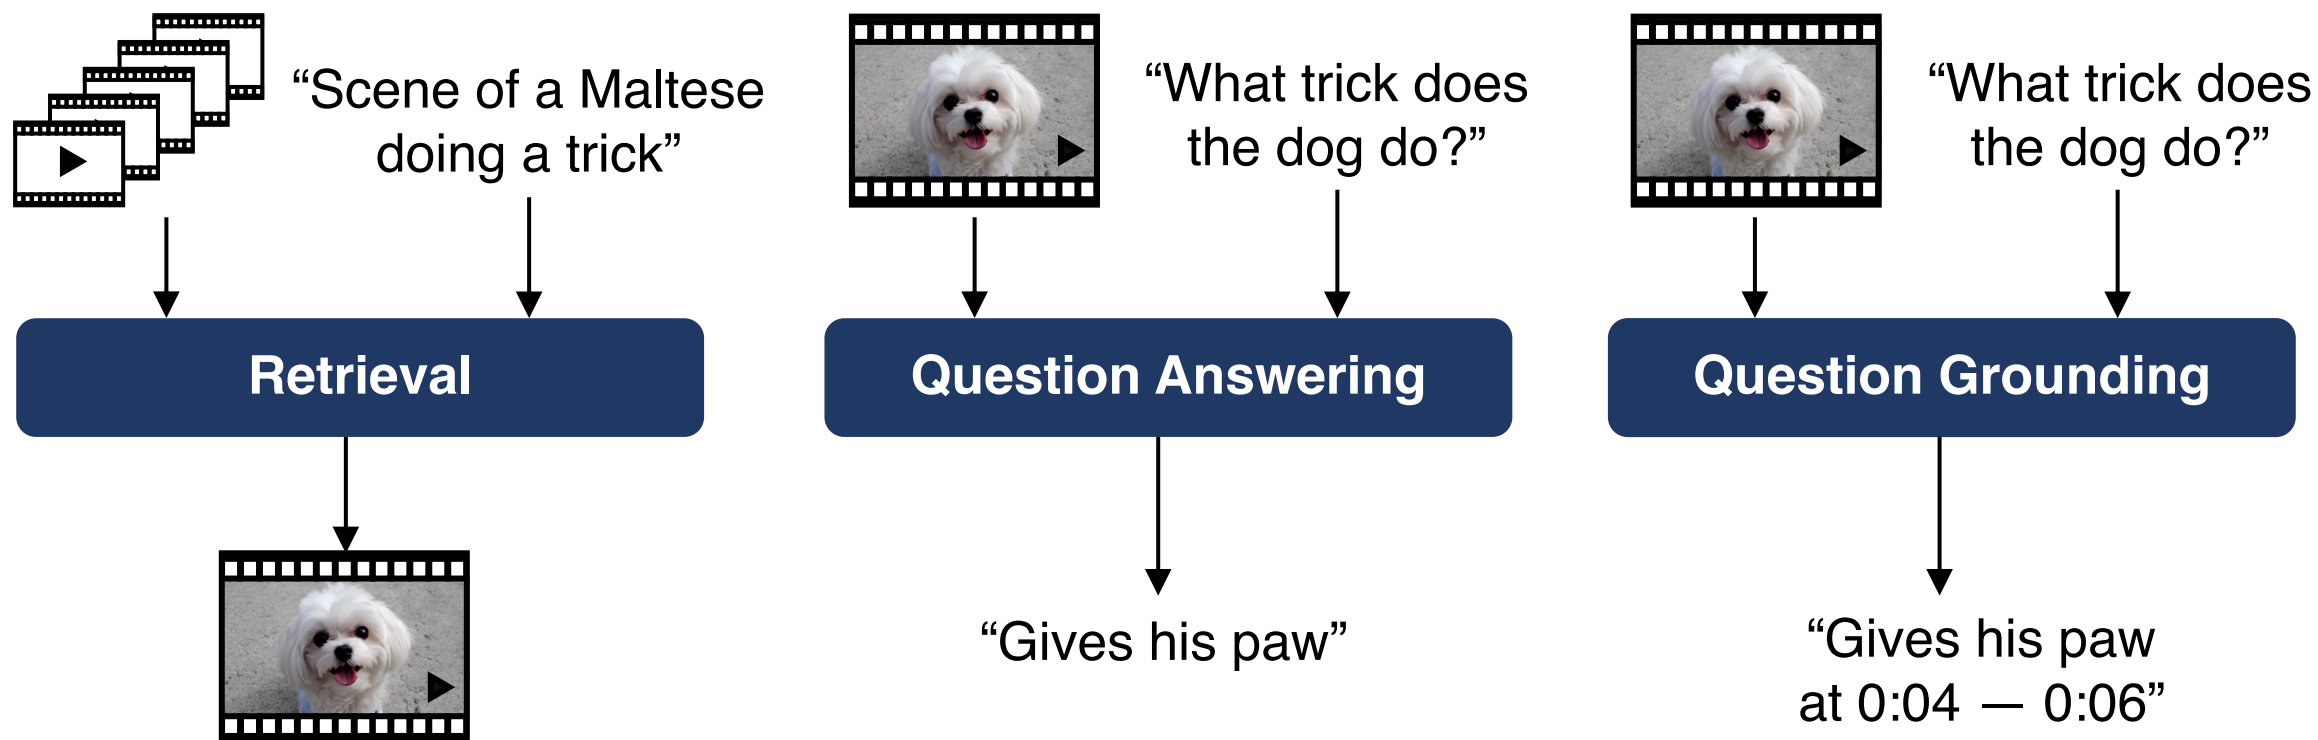 “Scene of a Maltese
doing a trick”
Retrieval
“What trick does
the dog do?”
Question Answering
“Gives his paw”
“What trick does
the dog do?”
Question Grounding
“Gives his paw
at 0:04 — 0:06”